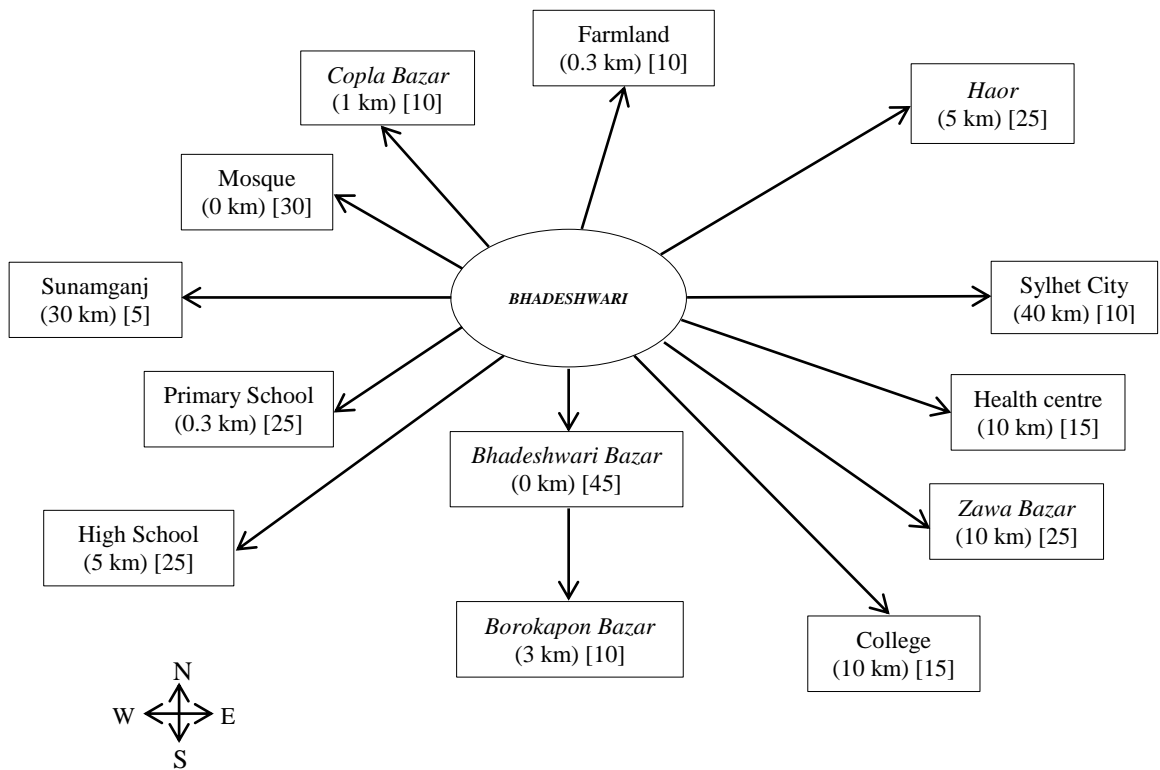 Farmland
(0.3 km) [10]
Copla Bazar
(1 km) [10]
Haor
(5 km) [25]
Mosque
(0 km) [30]
Sunamganj
(30 km) [5]
BHADESHWARI
Sylhet City
(40 km) [10]
Primary School
(0.3 km) [25]
Health centre
(10 km) [15]
Bhadeshwari Bazar
(0 km) [45]
Zawa Bazar
(10 km) [25]
High School
(5 km) [25]
Borokapon Bazar
(3 km) [10]
College
(10 km) [15]
N
W E
S